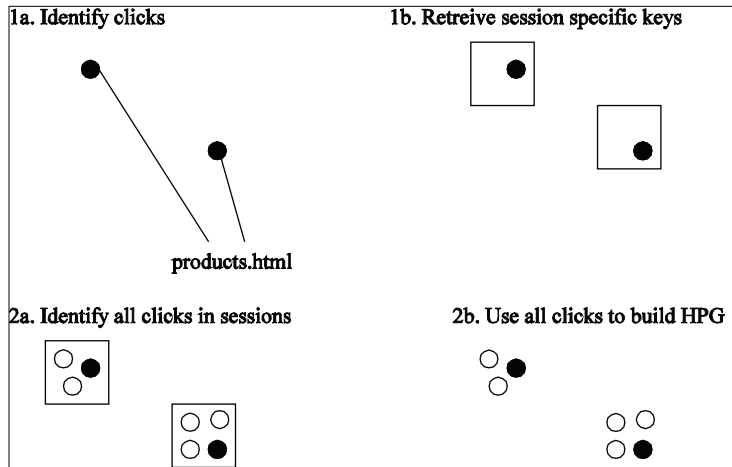 1a. Identify clicks
1b. Retreive session specific keys
products.html
2a. Identify all clicks in sessions
2b. Use all clicks to build HPG